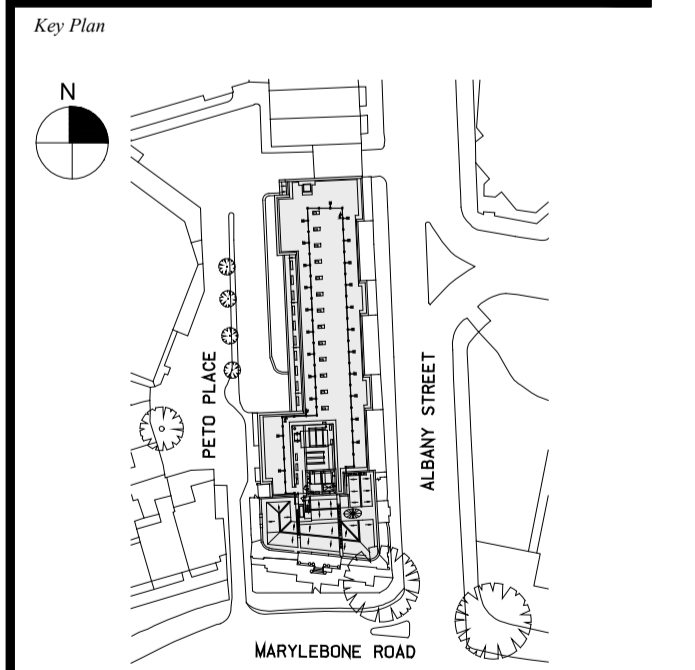 Key Plan
N
PETO PLACE
ALBANY STREET
MARYLEBONE ROAD